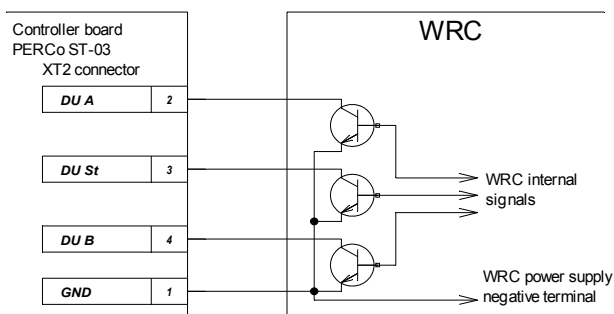 Controller board
PERCo ST-03
XT2 connector
WRC
DU A 2
DU St 3
DU B 4
GND 1
WRC internal
signals
WRC power supply
negative terminal